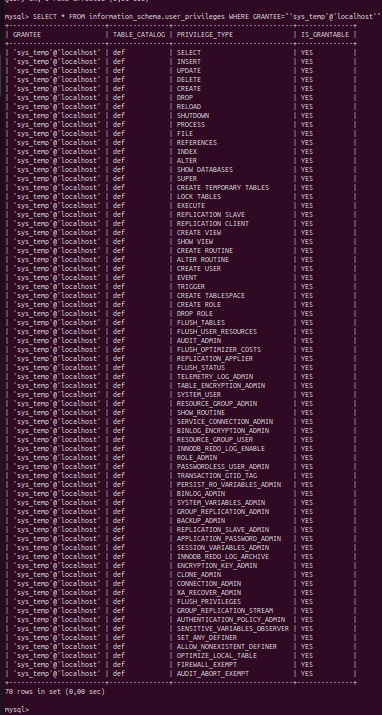 mysql> SELECT * FROM information_schema.user_privileges WHERE GRANTEE="'sys_temp'@'localhost'"
+----------------+----------------+----------------+----------------+
| GRANTEE | TABLE_CATALOG | PRIVILEGE_TYPE | IS_GRANTABLE |
+----------------+----------------+----------------+----------------+
| 'sys_temp'@'localhost' | def | SELECT | YES |
| 'sys_temp'@'localhost' | def | INSERT | YES |
| 'sys_temp'@'localhost' | def | UPDATE | YES |
| 'sys_temp'@'localhost' | def | DELETE | YES |
| 'sys_temp'@'localhost' | def | CREATE | YES |
| 'sys_temp'@'localhost' | def | DROP | YES |
| 'sys_temp'@'localhost' | def | RELOAD | YES |
| 'sys_temp'@'localhost' | def | SHUTDOWN | YES |
| 'sys_temp'@'localhost' | def | PROCESS | YES |
| 'sys_temp'@'localhost' | def | FILE | YES |
| 'sys_temp'@'localhost' | def | REFERENCES | YES |
| 'sys_temp'@'localhost' | def | INDEX | YES |
| 'sys_temp'@'localhost' | def | ALTER | YES |
| 'sys_temp'@'localhost' | def | SHOW DATABASES | YES |
| 'sys_temp'@'localhost' | def | SUPER | YES |
| 'sys_temp'@'localhost' | def | CREATE TEMPORARY TABLES | YES |
| 'sys_temp'@'localhost' | def | LOCK TABLES | YES |
| 'sys_temp'@'localhost' | def | EXECUTE | YES |
| 'sys_temp'@'localhost' | def | REPLICATION SLAVE | YES |
| 'sys_temp'@'localhost' | def | REPLICATION CLIENT | YES |
| 'sys_temp'@'localhost' | def | CREATE VIEW | YES |
| 'sys_temp'@'localhost' | def | SHOW VIEW | YES |
| 'sys_temp'@'localhost' | def | CREATE ROUTINE | YES |
| 'sys_temp'@'localhost' | def | ALTER ROUTINE | YES |
| 'sys_temp'@'localhost' | def | CREATE USER | YES |
| 'sys_temp'@'localhost' | def | EVENT | YES |
| 'sys_temp'@'localhost' | def | TRIGGER | YES |
| 'sys_temp'@'localhost' | def | CREATE TABLESPACE | YES |
| 'sys_temp'@'localhost' | def | CREATE ROLE | YES |
| 'sys_temp'@'localhost' | def | DROP ROLE | YES |
| 'sys_temp'@'localhost' | def | FLUSH_TABLES | YES |
| 'sys_temp'@'localhost' | def | FLUSH_USER_RESOURCES | YES |
| 'sys_temp'@'localhost' | def | AUDIT_ADMIN | YES |
| 'sys_temp'@'localhost' | def | FLUSH_OPTIMIZER_COSTS | YES |
| 'sys_temp'@'localhost' | def | REPLICATION_APPLIER | YES |
| 'sys_temp'@'localhost' | def | FLUSH_STATUS | YES |
| 'sys_temp'@'localhost' | def | TELEMETRY_LOG_ADMIN | YES |
| 'sys_temp'@'localhost' | def | TABLE_ENCRYPTION_ADMIN | YES |
| 'sys_temp'@'localhost' | def | SYSTEM_USER | YES |
| 'sys_temp'@'localhost' | def | RESOURCE_GROUP_ADMIN | YES |
| 'sys_temp'@'localhost' | def | SHOW_ROUTINE | YES |
| 'sys_temp'@'localhost' | def | SERVICE_CONNECTION_ADMIN | YES |
| 'sys_temp'@'localhost' | def | BINLOG_ENCRYPTION_ADMIN | YES |
| 'sys_temp'@'localhost' | def | RESOURCE_GROUP_USER | YES |
| 'sys_temp'@'localhost' | def | INNODB_REDO_LOG_ENABLE | YES |
| 'sys_temp'@'localhost' | def | ROLE_ADMIN | YES |
| 'sys_temp'@'localhost' | def | PASSWORDLESS_USER_ADMIN | YES |
| 'sys_temp'@'localhost' | def | TRANSACTION_GTID_TAG | YES |
| 'sys_temp'@'localhost' | def | PERSIST_RO_VARIABLES_ADMIN | YES |
| 'sys_temp'@'localhost' | def | BINLOG_ADMIN | YES |
| 'sys_temp'@'localhost' | def | SYSTEM_VARIABLES_ADMIN | YES |
| 'sys_temp'@'localhost' | def | GROUP_REPLICATION_ADMIN | YES |
| 'sys_temp'@'localhost' | def | BACKUP_ADMIN | YES |
| 'sys_temp'@'localhost' | def | REPLICATION_SLAVE_ADMIN | YES |
| 'sys_temp'@'localhost' | def | APPLICATION_PASSWORD_ADMIN | YES |
| 'sys_temp'@'localhost' | def | SESSION_VARIABLES_ADMIN | YES |
| 'sys_temp'@'localhost' | def | INNODB_REDO_LOG_ARCHIVE | YES |
| 'sys_temp'@'localhost' | def | ENCRYPTION_KEY_ADMIN | YES |
| 'sys_temp'@'localhost' | def | CLONE_ADMIN | YES |
| 'sys_temp'@'localhost' | def | CONNECTION_ADMIN | YES |
| 'sys_temp'@'localhost' | def | XA_RECOVER_ADMIN | YES |
| 'sys_temp'@'localhost' | def | FLUSH_PRIVILEGES | YES |
| 'sys_temp'@'localhost' | def | GROUP_REPLICATION_STREAM | YES |
| 'sys_temp'@'localhost' | def | AUTHENTICATION_POLICY_ADMIN | YES |
| 'sys_temp'@'localhost' | def | SENSITIVE_VARIABLES_OBSERVER | YES |
| 'sys_temp'@'localhost' | def | SET_ANY_DEFINER | YES |
| 'sys_temp'@'localhost' | def | ALLOW_NONEXISTENT_DEFINER | YES |
| 'sys_temp'@'localhost' | def | OPTIMIZE_LOCAL_TABLE | YES |
| 'sys_temp'@'localhost' | def | FIREWALL_EXEMPT | YES |
| 'sys_temp'@'localhost' | def | AUDIT_ABORT_EXEMPT | YES |
+----------------+----------------+----------------+----------------+
70 rows in set (0,00 sec)
mysql>